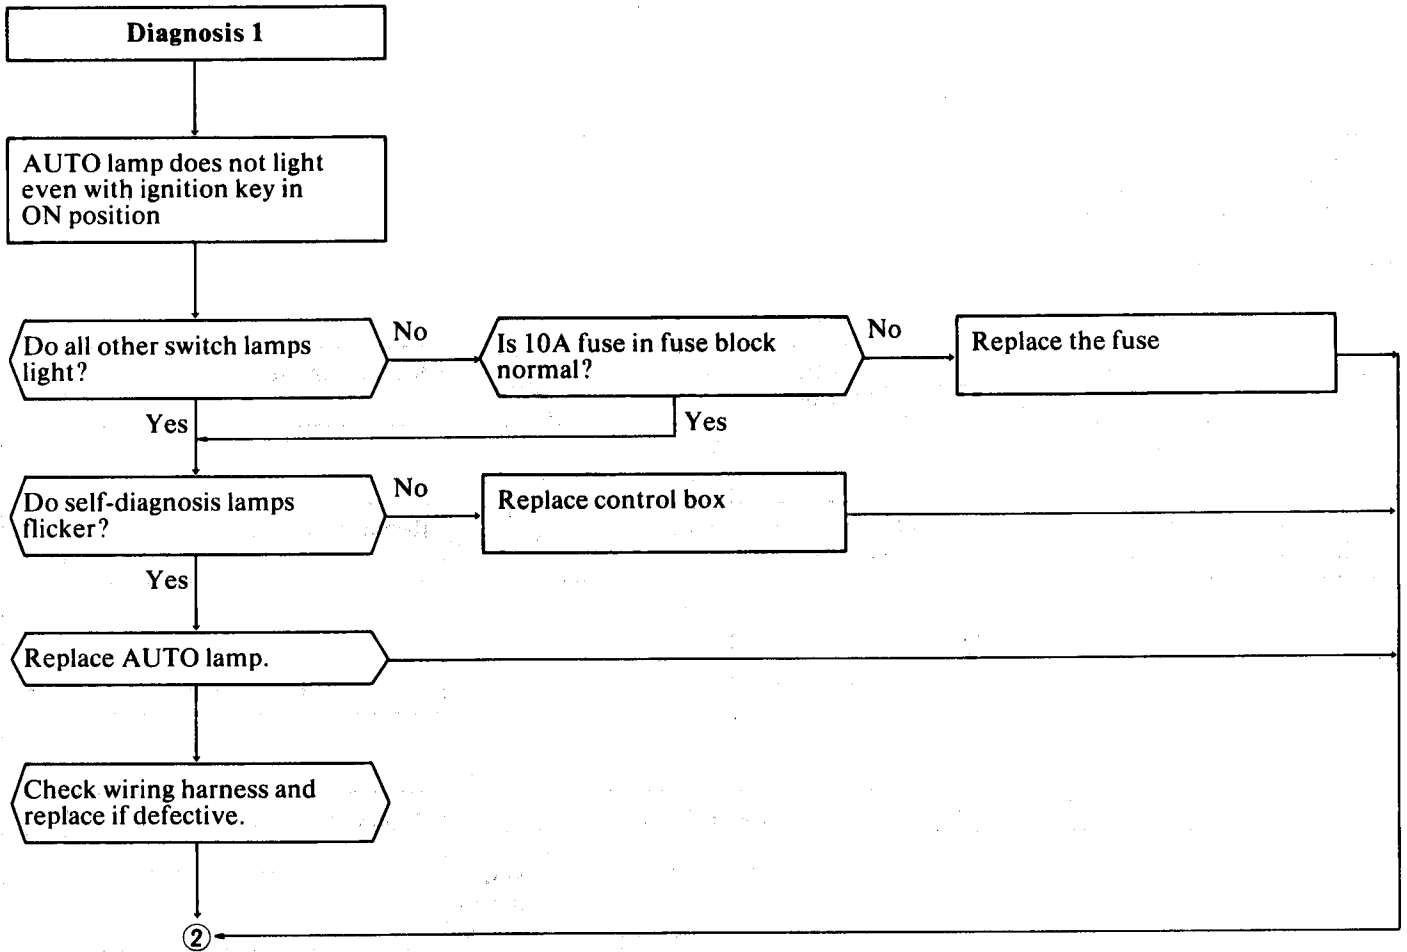 Diagnosis 1
AUTO lamp does not light
even with ignition key in
ON position
Do all other switch lamps
light?
No
Is 10A fuse in fuse block
normal?
No
Replace the fuse
Yes
Yes
Do self-diagnosis lamps
flicker?
No
Replace control box
Yes
Replace AUTO lamp.
Check wiring harness and
replace if defective.
2